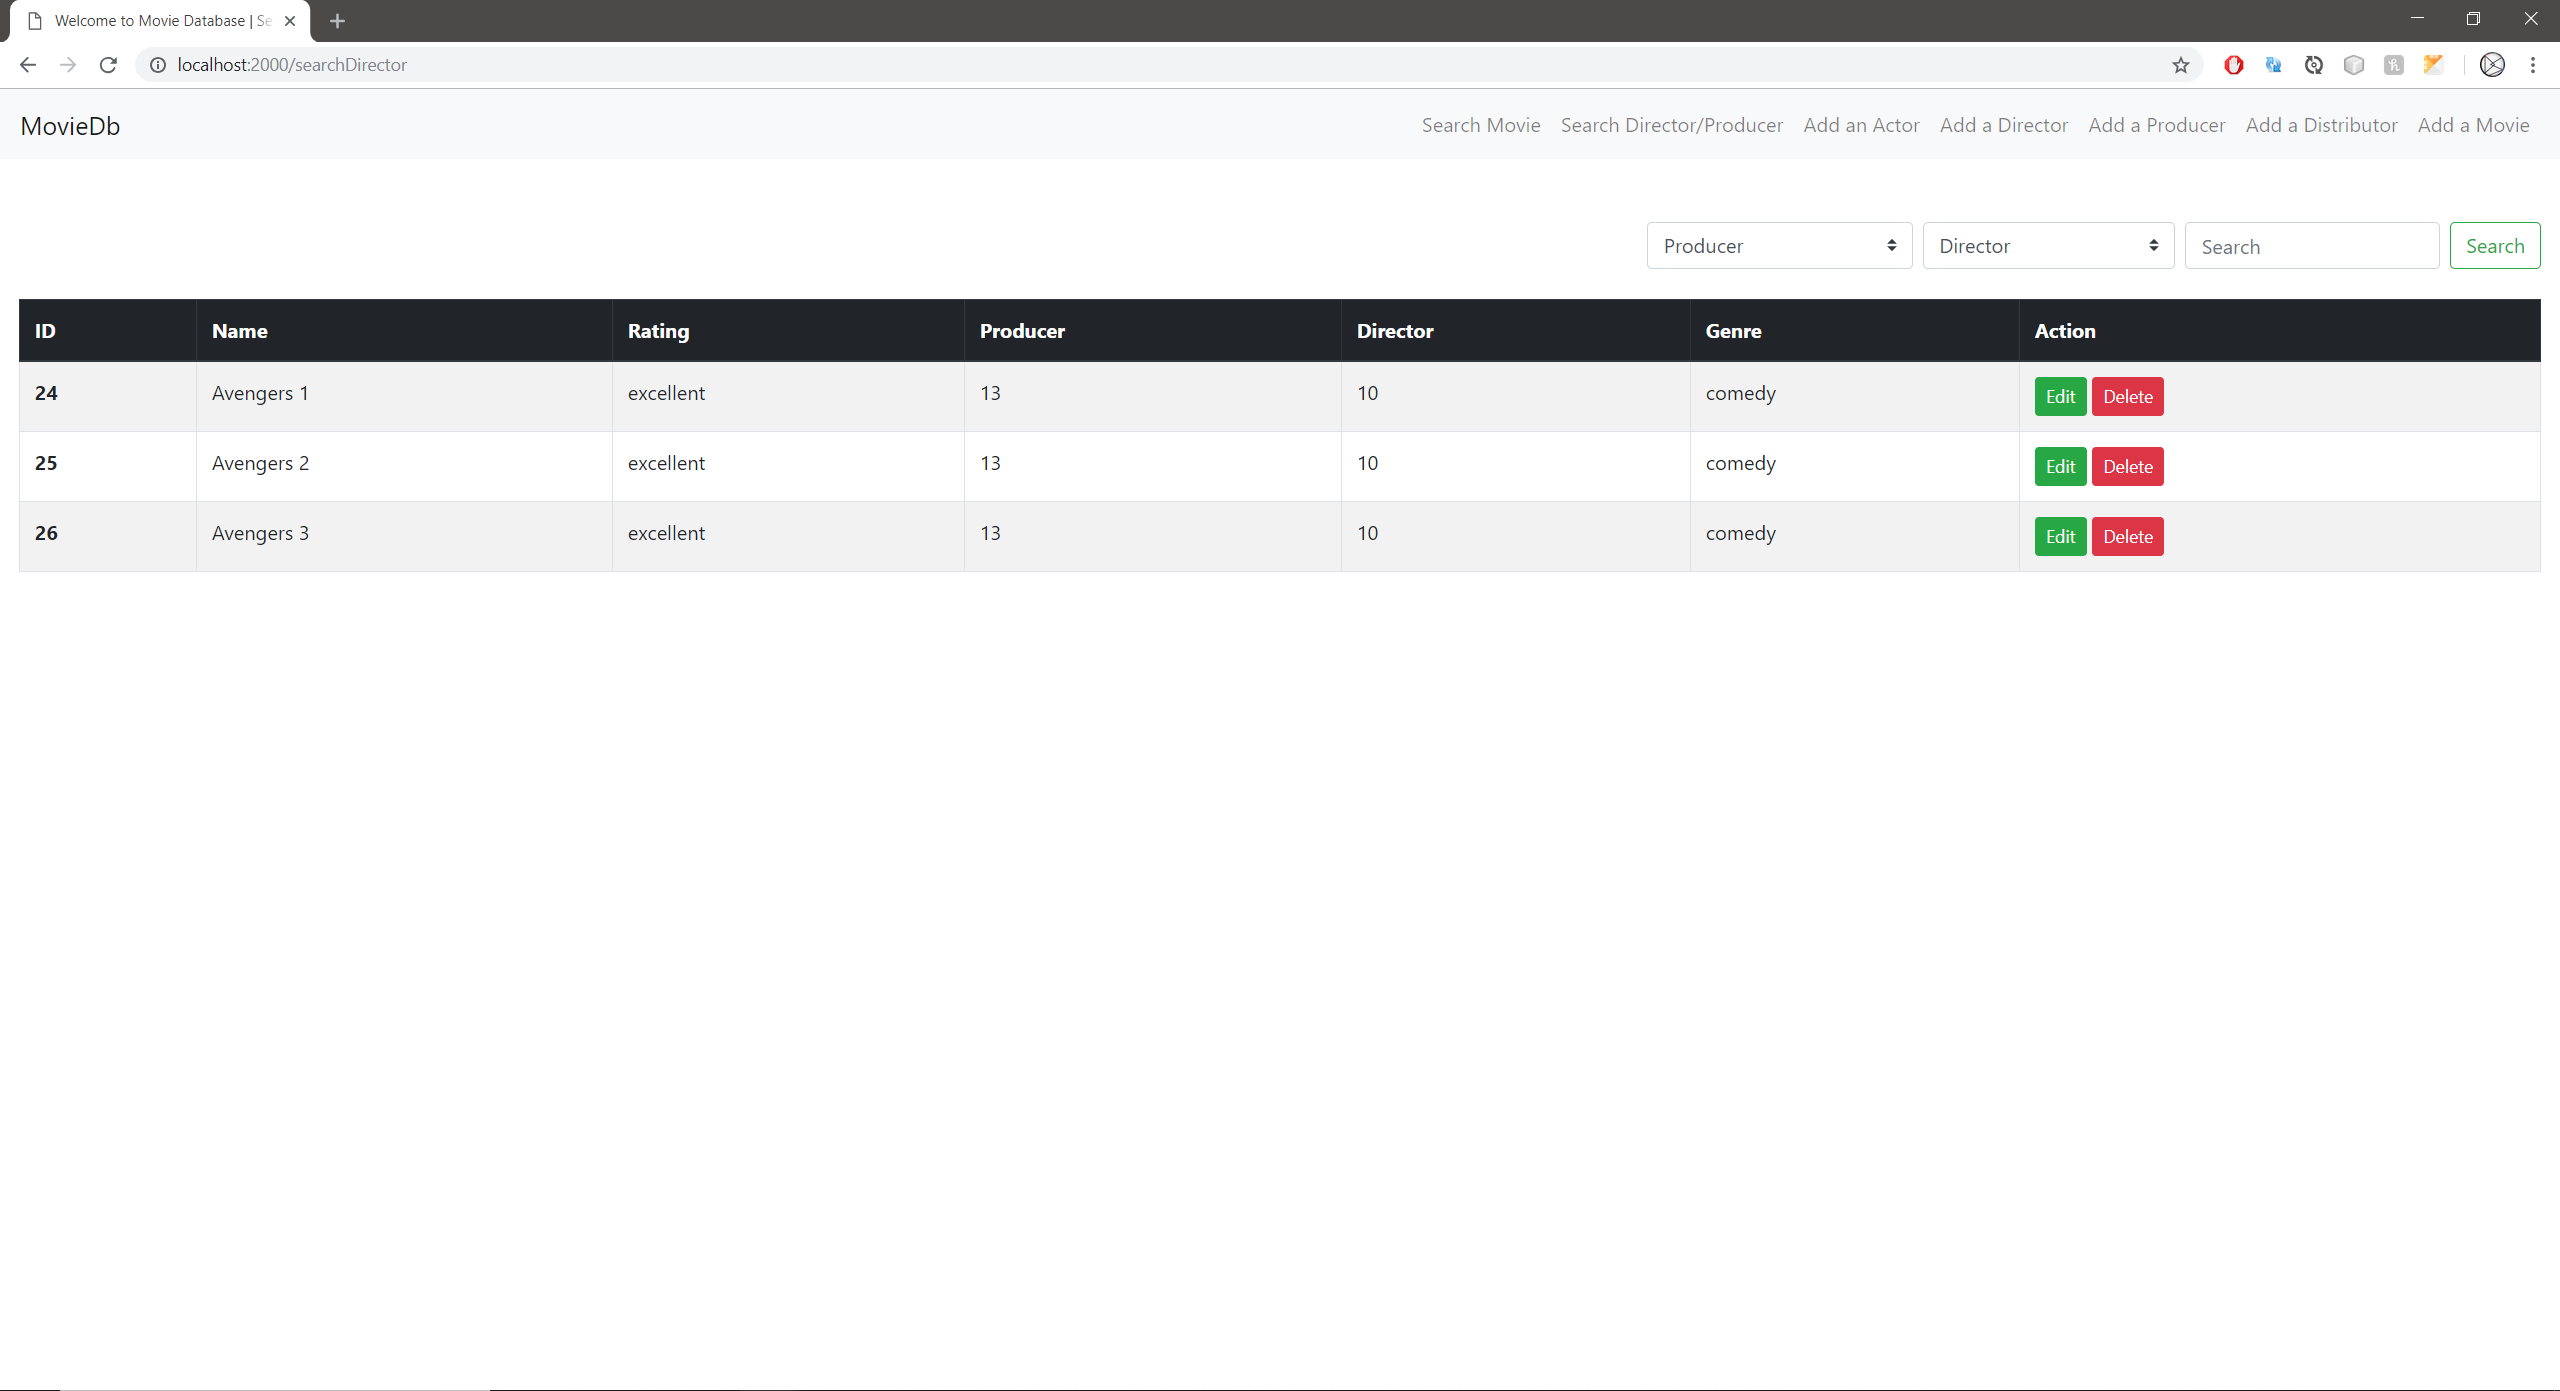 Welcome to Movie Database | Se
localhost:2000/searchDirector
MovieDb Search Movie Search Director/Producer Add an Actor Add a Director Add a Producer Add a Distributor Add a Movie
Producer Director Search Search
ID Name Rating Producer Director Genre Action
24 Avengers 1 excellent 13 10 comedy Edit Delete
25 Avengers 2 excellent 13 10 comedy Edit Delete
26 Avengers 3 excellent 13 10 comedy Edit Delete